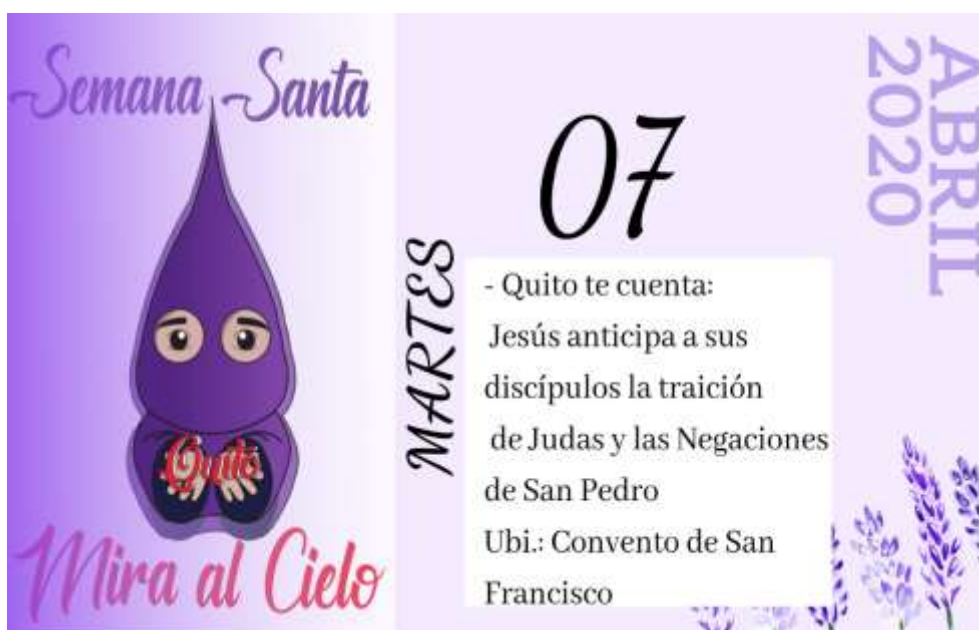 Semana Santa
Quito
Mira al Cielo
MARTES
07
- Quito te cuenta:
Jesús anticipa a sus
discípulos la traición
de Judas y las Negaciones
de San Pedro
Ubi.: Convento de San
Francisco
ABRIL
2020